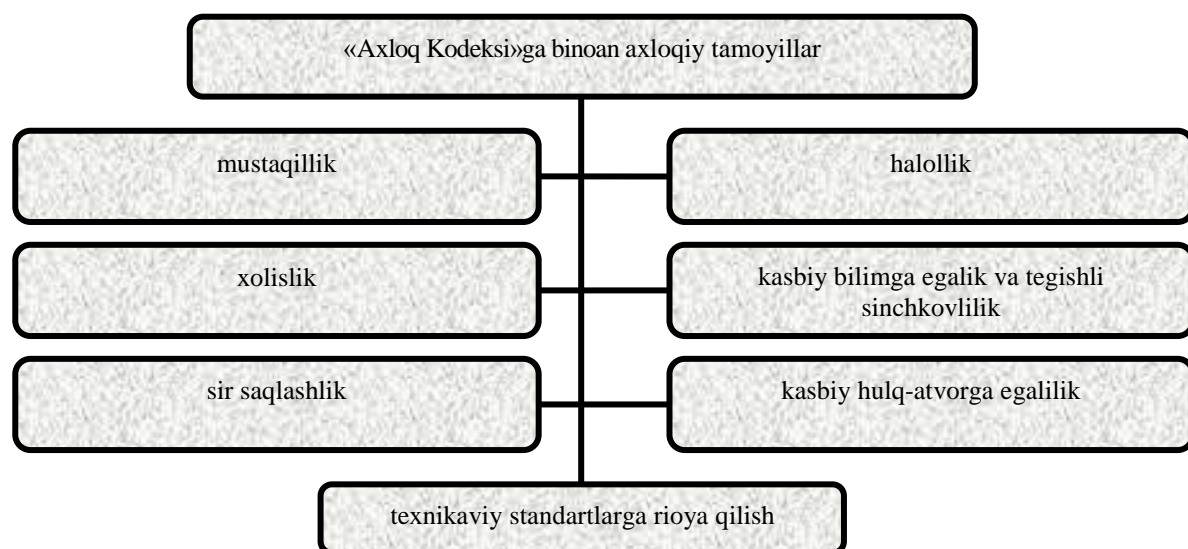 «Axloq Kodeksi»ga binoan axloqiy tamoyillar
mustaqillik
halollik
xolislik
kasbiy bilimga egalik va tegishli
sinchkovlilik
sir saqlashlik
kasbiy hulq-atvorga egalilik
texnikaviy standartlarga rioya qilish